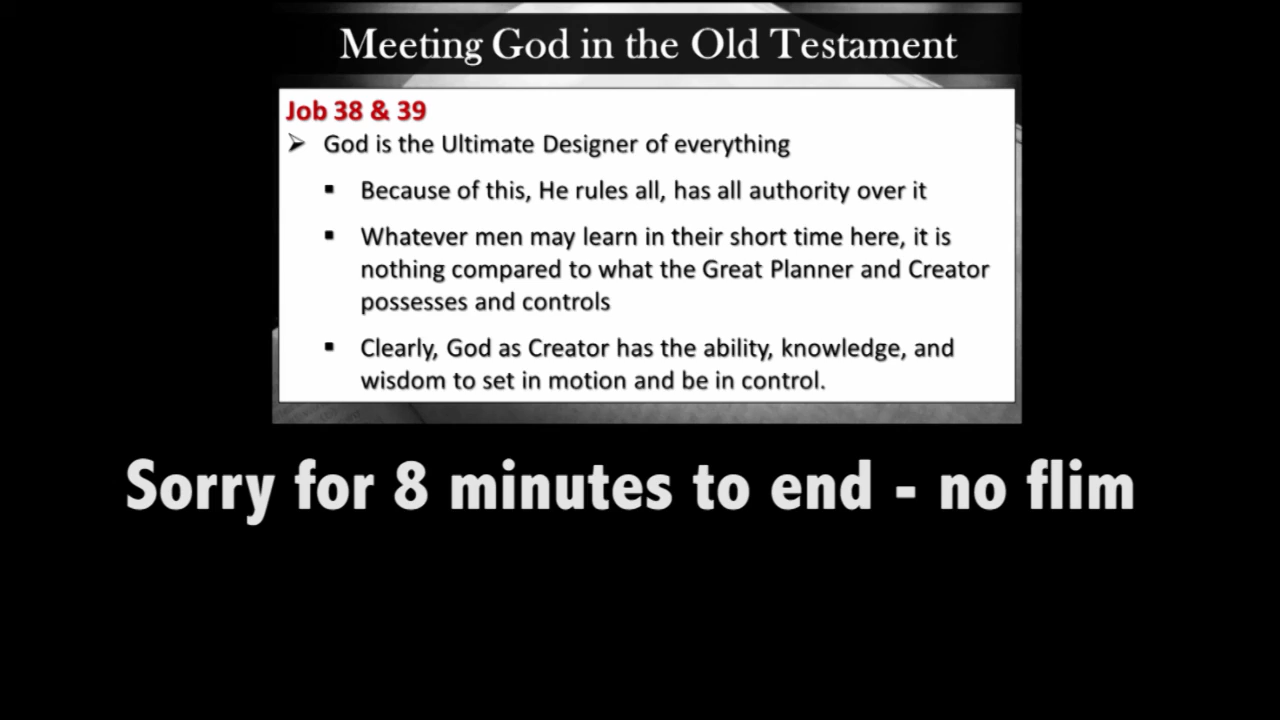 Meeting God in the Old Testament
Job 38 & 39
➢ God is the Ultimate Designer of everything
▪ Because of this, He rules all, has all authority over it
▪ Whatever men may learn in their short time here, it is
nothing compared to what the Great Planner and Creator
possesses and controls
▪ Clearly, God as Creator has the ability, knowledge, and
wisdom to set in motion and be in control.
Sorry for 8 minutes to end - no flim